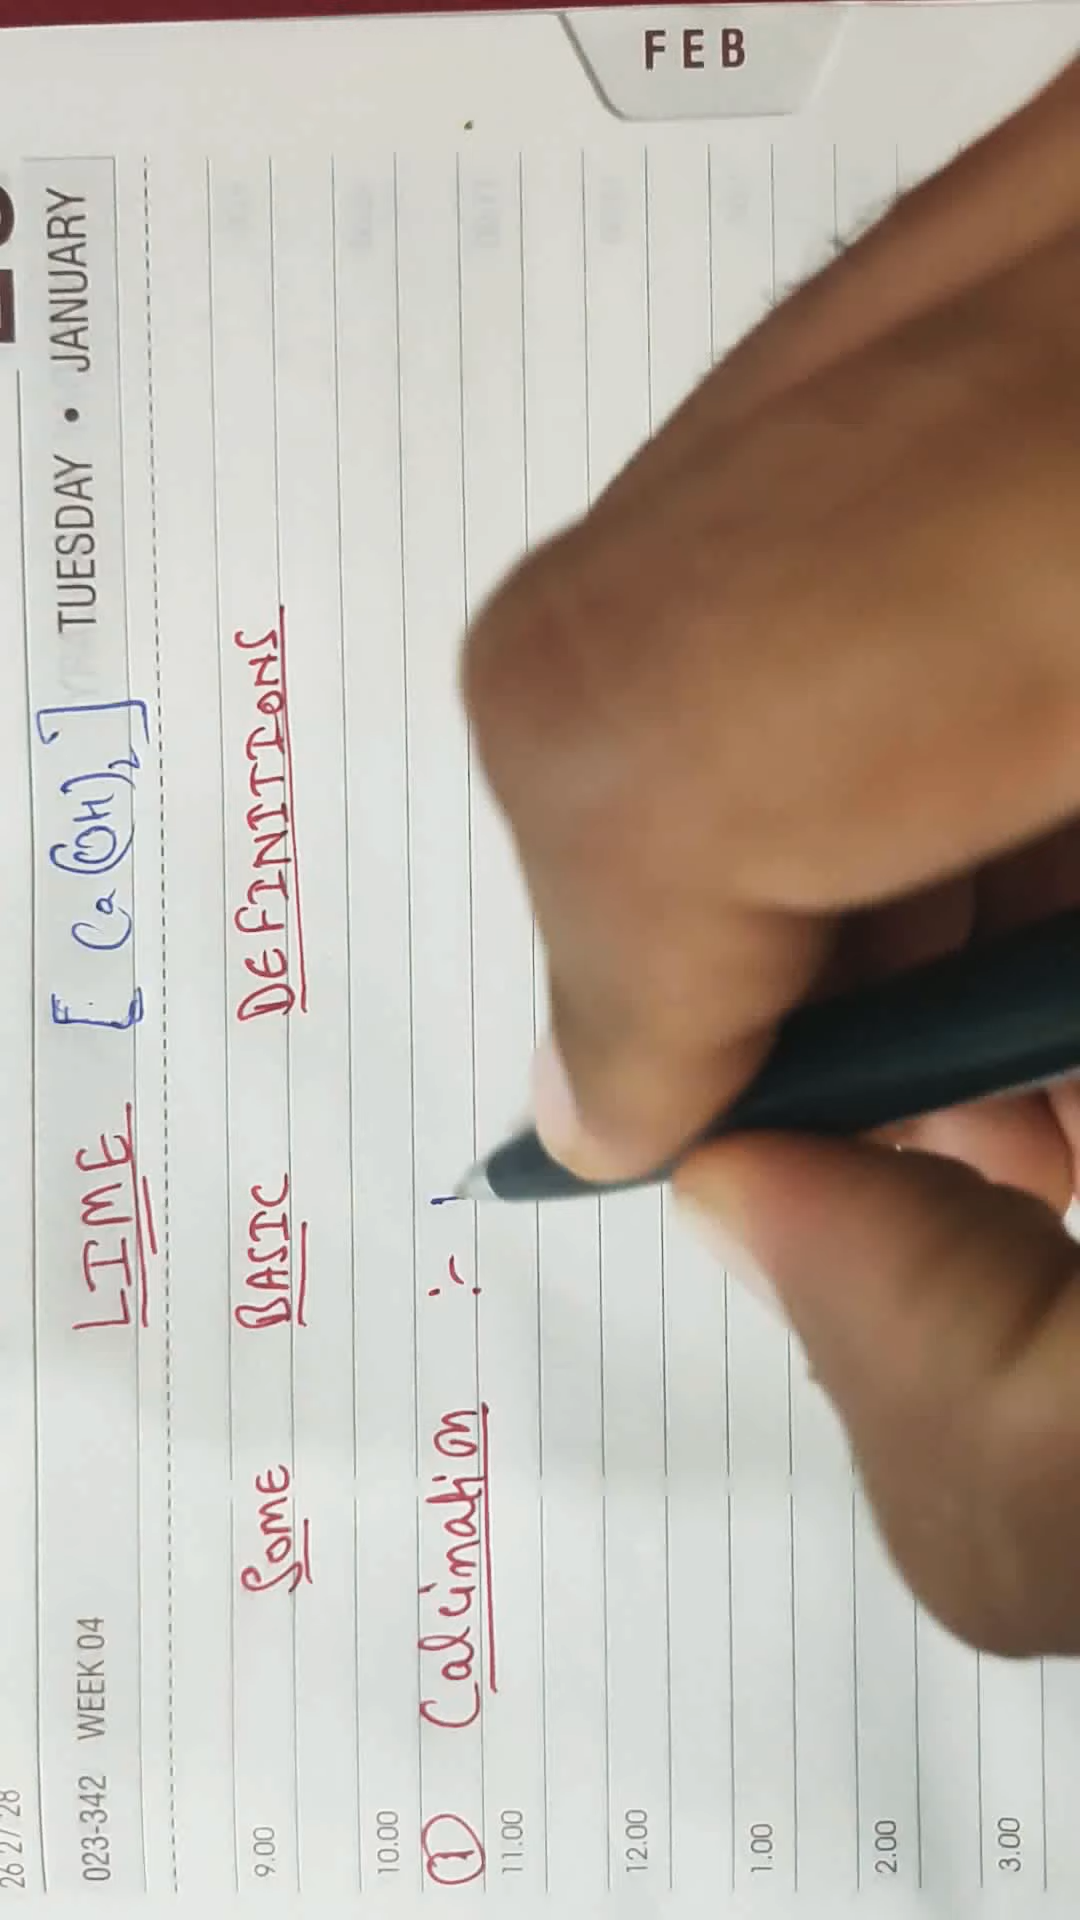 FEB
26 27 28
023-342 WEEK 04 TUESDAY • JANUARY
LIME [Ca(OH)₂]
9.00 SOME BASIC DEFINITIONS
10.00
① Calcination :-
11.00
12.00
1.00
2.00
3.00